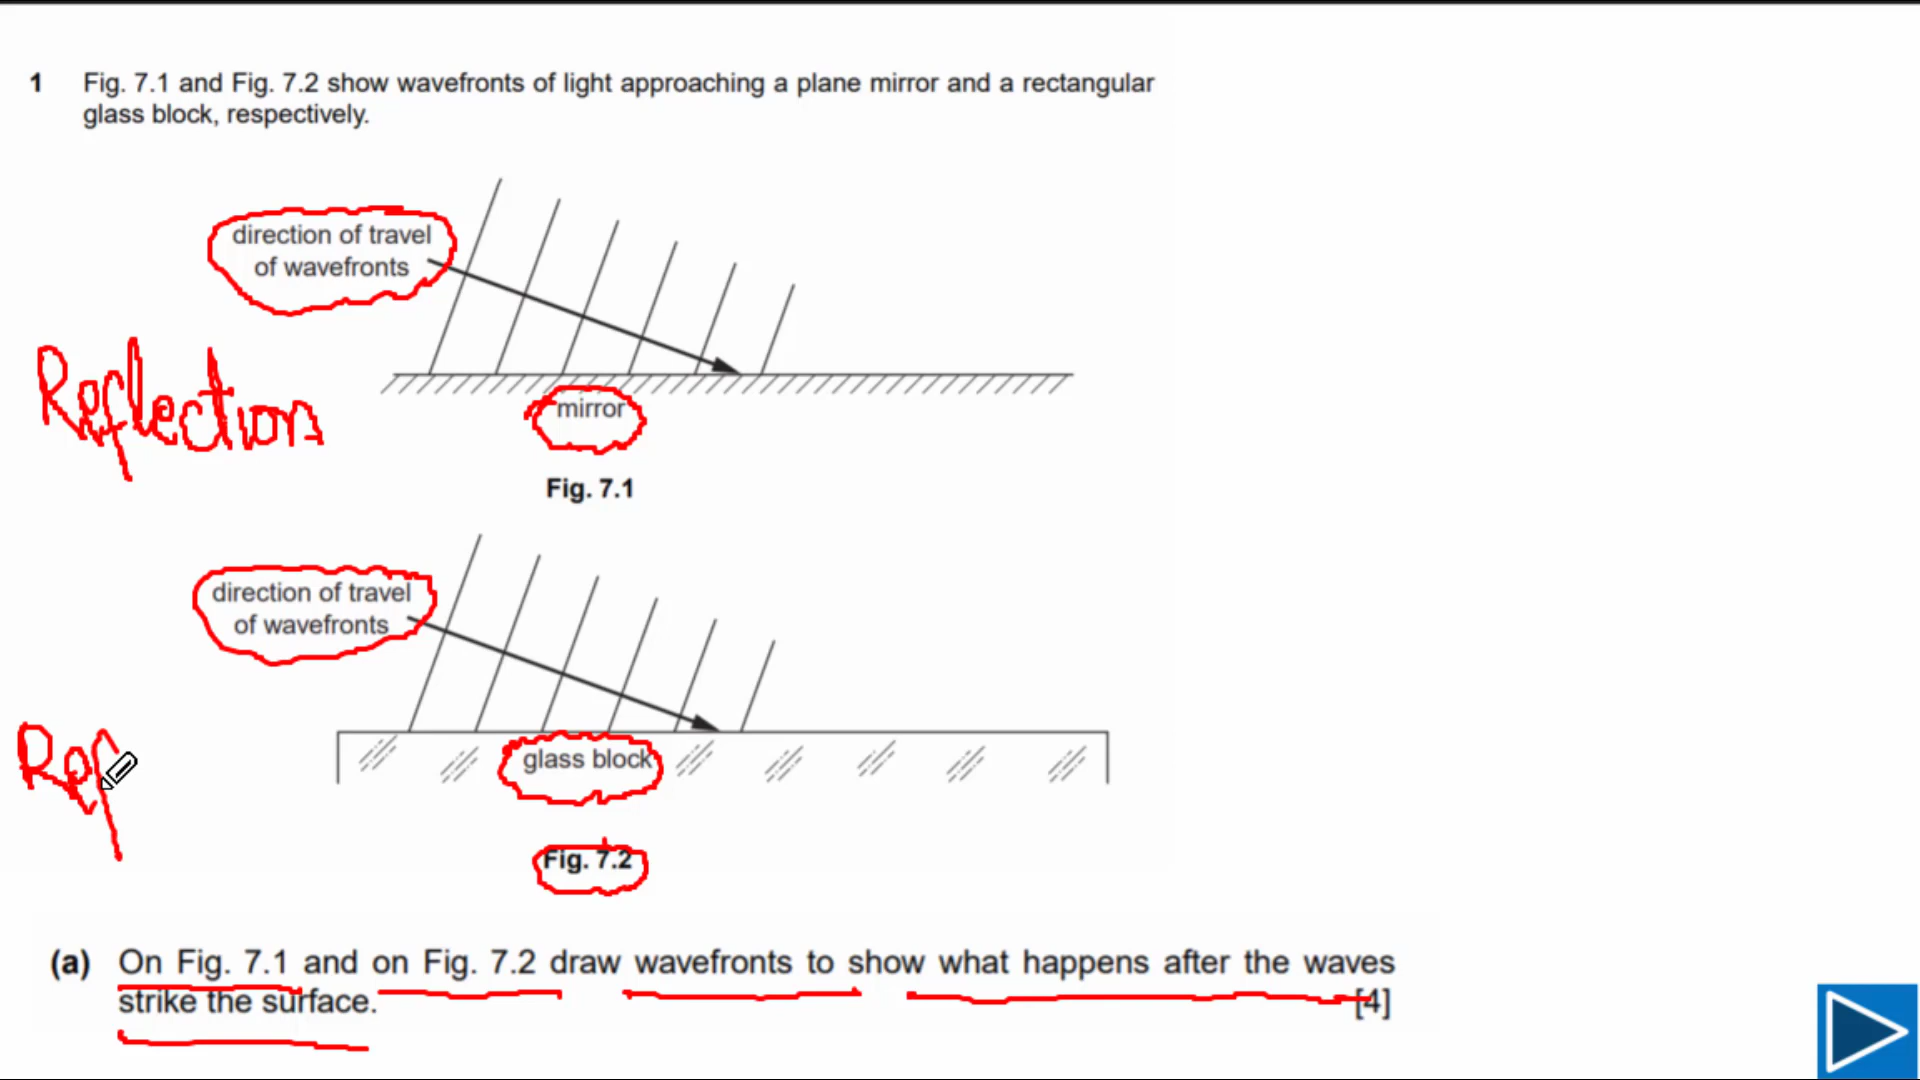 1 Fig. 7.1 and Fig. 7.2 show wavefronts of light approaching a plane mirror and a rectangular
glass block, respectively.
direction of travel
of wavefronts
Reflection
mirror
Fig. 7.1
direction of travel
of wavefronts
Ref
glass block
Fig. 7.2
(a) On Fig. 7.1 and on Fig. 7.2 draw wavefronts to show what happens after the waves
strike the surface. [4]